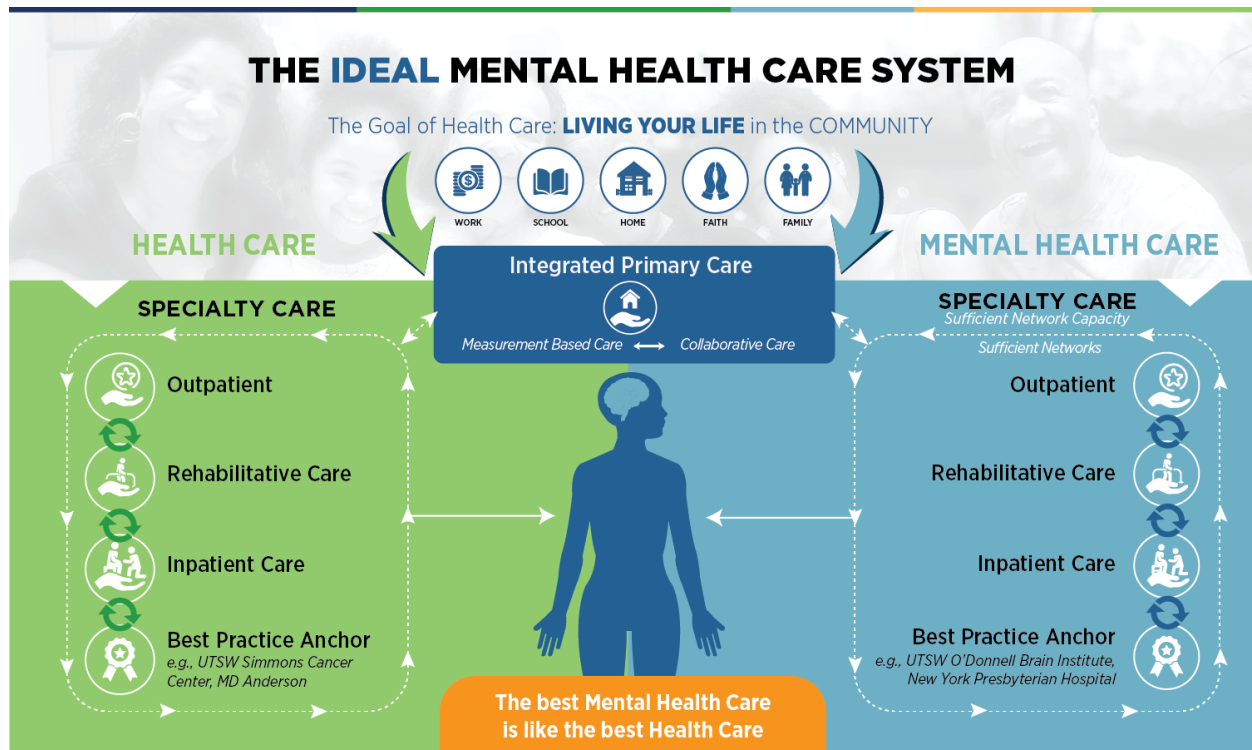 THE IDEAL MENTAL HEALTH CARE SYSTEM
The Goal of Health Care: LIVING YOUR LIFE in the COMMUNITY
WORK
SCHOOL
HOME
FAITH
FAMILY
HEALTH CARE
MENTAL HEALTH CARE
Integrated Primary Care
Measurement Based Care
Collaborative Care
SPECIALTY CARE
Outpatient
Rehabilitative Care
Inpatient Care
Best Practice Anchor
e.g., UTSW Simmons Cancer
Center, MD Anderson
SPECIALTY CARE
Sufficient Network Capacity
Sufficient Networks
Outpatient
Rehabilitative Care
Inpatient Care
Best Practice Anchor
e.g., UTSW O'Donnell Brain Institute,
New York Presbyterian Hospital
The best Mental Health Care
is like the best Health Care